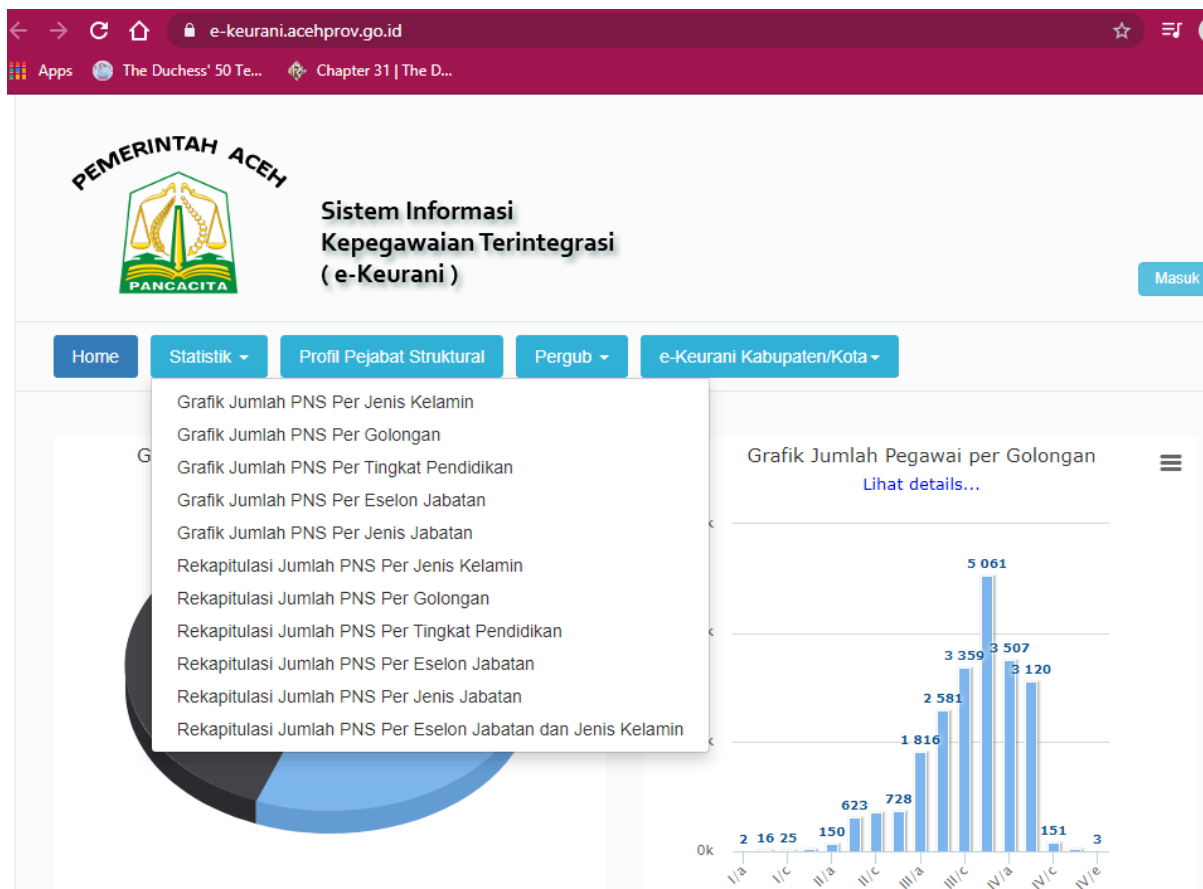 e-keurani.acehprov.go.id
Apps The Duchess' 50 Te... Chapter 31 | The D...
PEMERINTAH ACEH
PANCACITA
Sistem Informasi
Kepegawaian Terintegrasi
( e-Keurani )
Masuk
Home Statistik Profil Pejabat Struktural Pergub e-Keurani Kabupaten/Kota
Grafik Jumlah PNS Per Jenis Kelamin
Grafik Jumlah PNS Per Golongan
Grafik Jumlah PNS Per Tingkat Pendidikan
Grafik Jumlah PNS Per Eselon Jabatan
Grafik Jumlah PNS Per Jenis Jabatan
Rekapitulasi Jumlah PNS Per Jenis Kelamin
Rekapitulasi Jumlah PNS Per Golongan
Rekapitulasi Jumlah PNS Per Tingkat Pendidikan
Rekapitulasi Jumlah PNS Per Eselon Jabatan
Rekapitulasi Jumlah PNS Per Jenis Jabatan
Rekapitulasi Jumlah PNS Per Eselon Jabatan dan Jenis Kelamin
G
Grafik Jumlah Pegawai per Golongan
Lihat details...
k
k
k
0k
2 16 25 150 623 728 1 816 2 581 3 359 5 061 3 507 3 120 151 3
I/a I/c II/a II/c III/a III/c IV/a IV/c IV/e